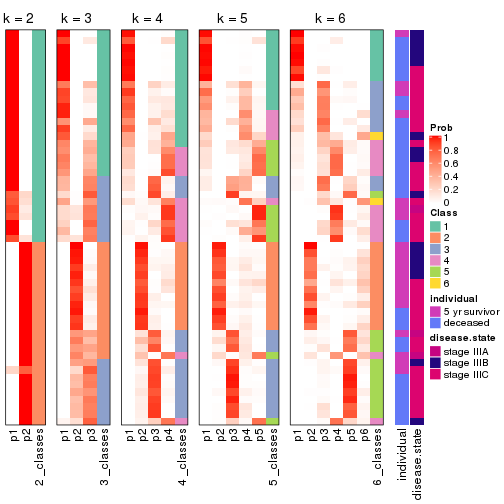 k = 2
k = 3
k = 4
k = 5
k = 6
Prob
1
0.8
0.6
0.4
0.2
0
Class
1
2
3
4
5
6
individual
5 yr survivor
deceased
disease.state
stage IIIA
stage IIIB
stage IIIC
p1
p2
2_classes
p1
p2
p3
3_classes
p1
p2
p3
p4
4_classes
p1
p2
p3
p4
p5
5_classes
p1
p2
p3
p4
p5
p6
6_classes
individual
disease.state